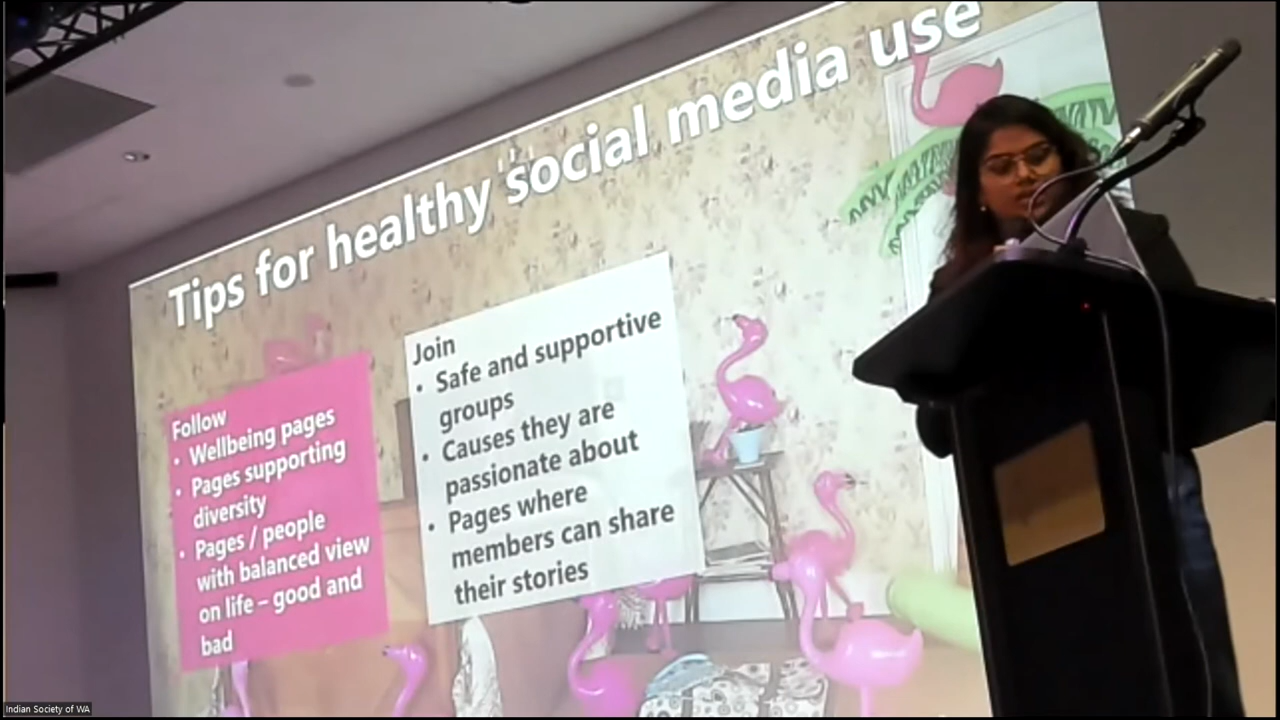 Tips for healthy social media use
Follow
• Wellbeing pages
• Pages supporting
diversity
• Pages / people
with balanced view
on life – good and
bad
Join
• Safe and supportive
groups
• Causes they are
passionate about
• Pages where
members can share
their stories
Indian Society of WA